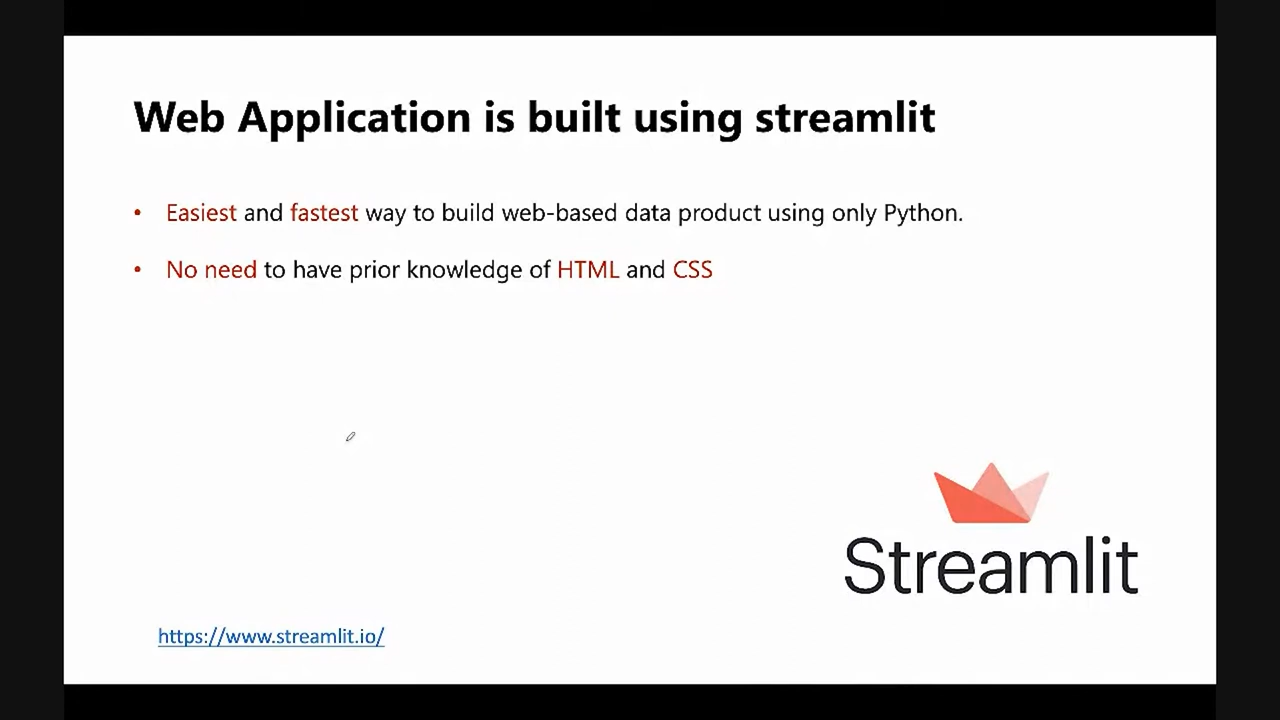 Web Application is built using streamlit
• Easiest and fastest way to build web-based data product using only Python.
• No need to have prior knowledge of HTML and CSS
Streamlit
https://www.streamlit.io/